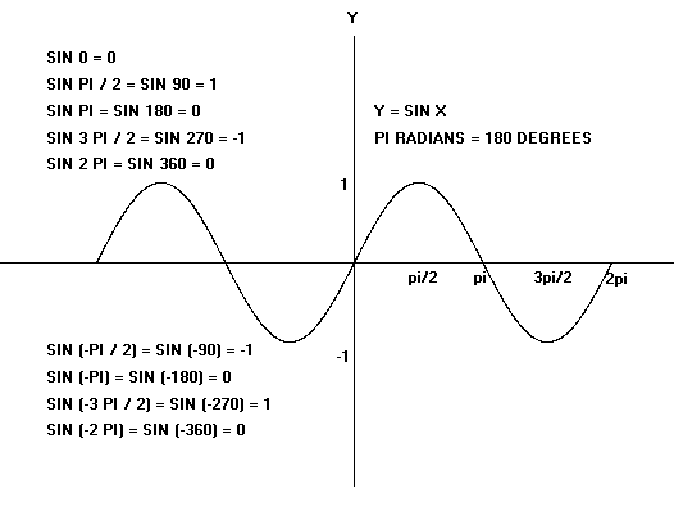 Y
SIN 0 = 0
SIN PI / 2 = SIN 90 = 1
SIN PI = SIN 180 = 0
SIN 3 PI / 2 = SIN 270 = -1
SIN 2 PI = SIN 360 = 0
Y = SIN X
PI RADIANS = 180 DEGREES
1
pi/2 pi 3pi/2 2pi
-1
SIN (-PI / 2) = SIN (-90) = -1
SIN (-PI) = SIN (-180) = 0
SIN (-3 PI / 2) = SIN (-270) = 1
SIN (-2 PI) = SIN (-360) = 0